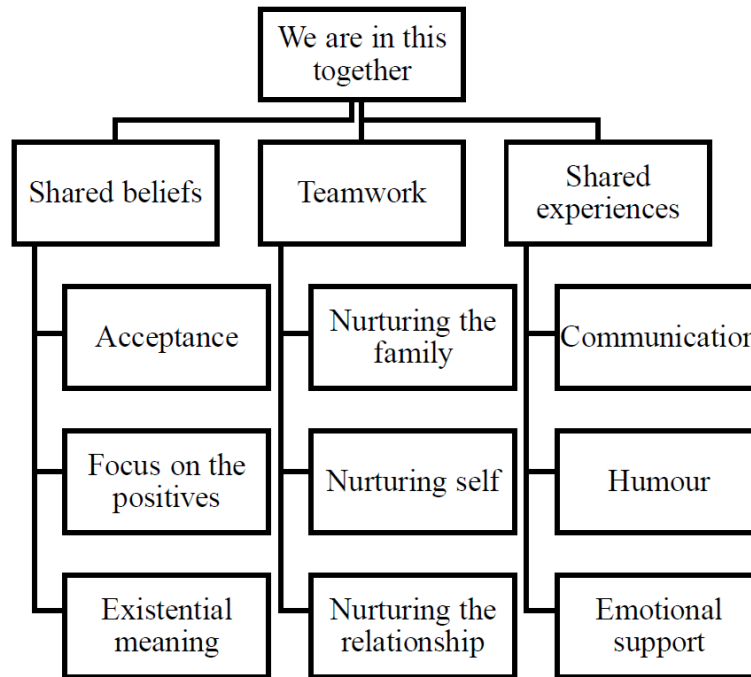 We are in this
together
Shared beliefs
Teamwork
Shared
experiences
Acceptance
Nurturing the
family
Communication
Focus on the
positives
Nurturing self
Humour
Existential
meaning
Nurturing the
relationship
Emotional
support